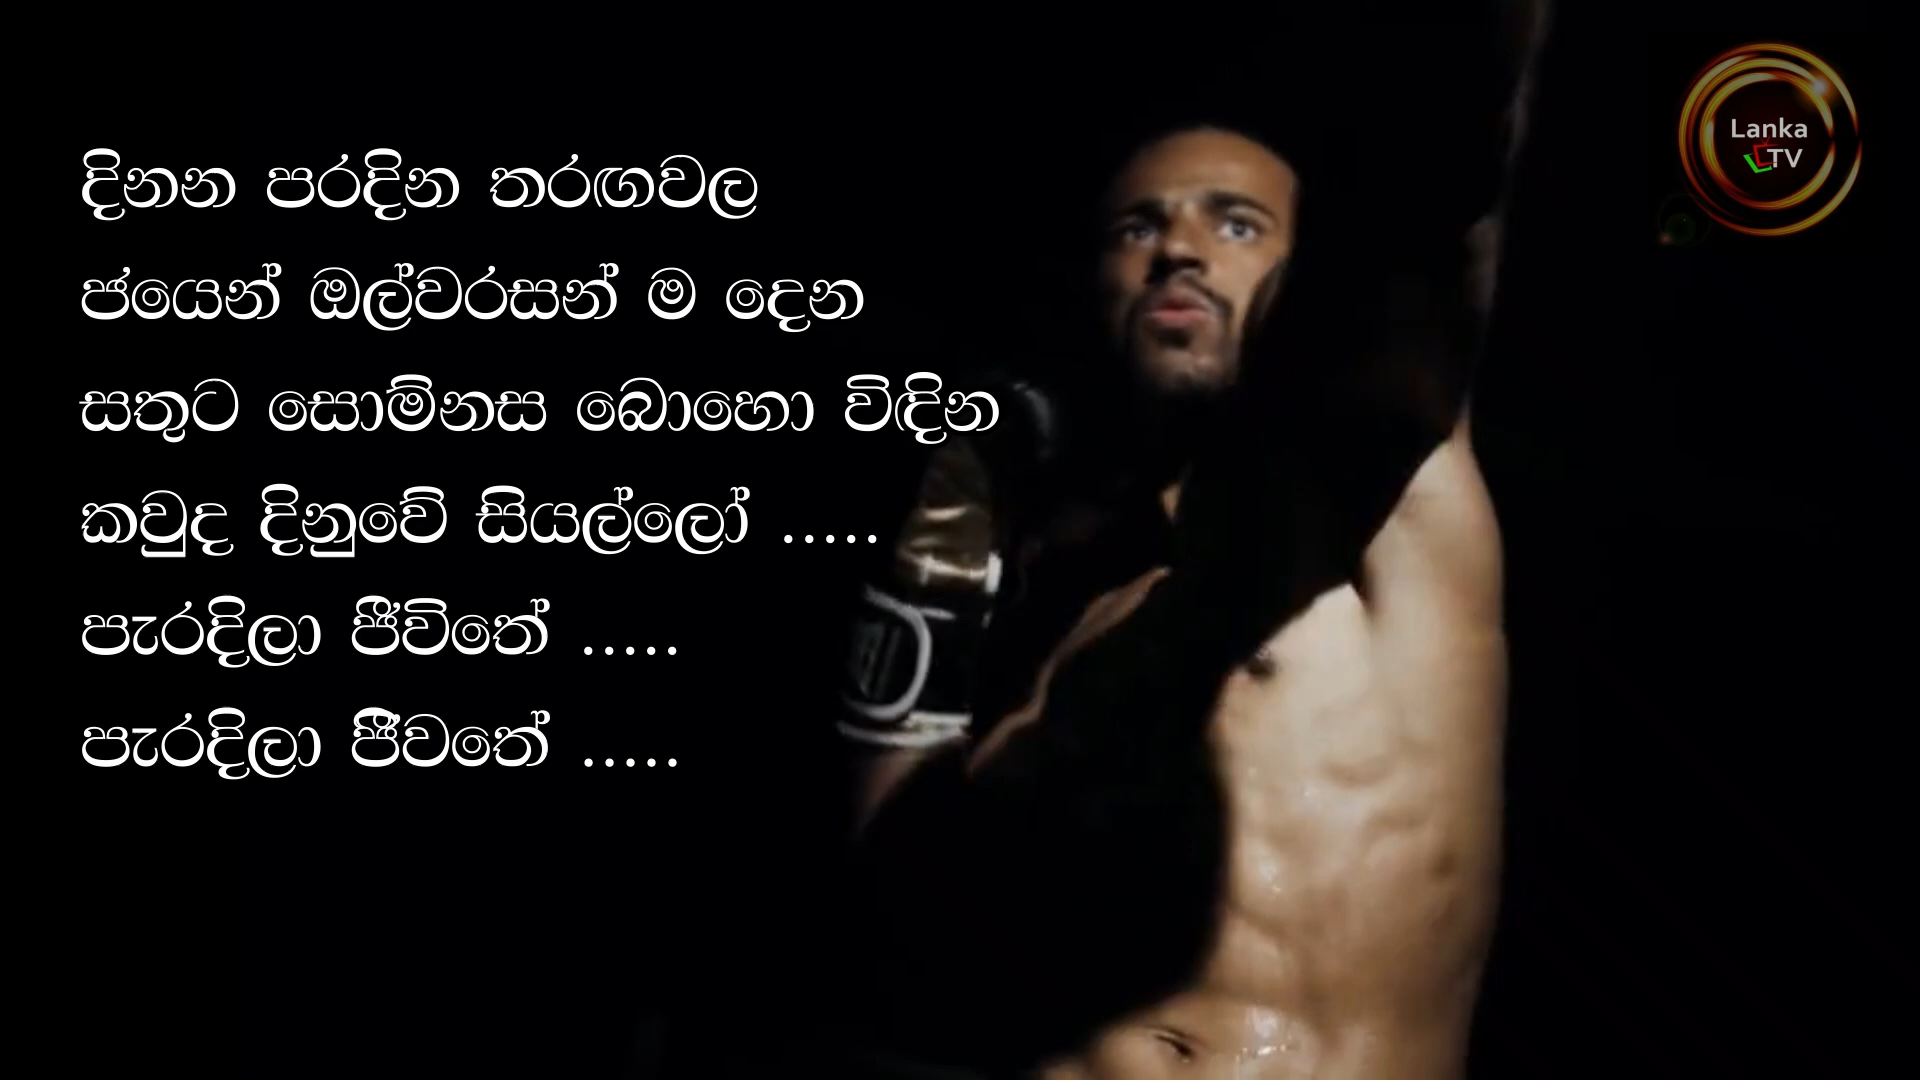 දිනන පරදින තරඟවල
ජයෙන් ඔල්වරසන් ම දෙන
සතුට සොම්නස බොහො විඳින
කවුද දිනුවේ සියල්ලෝ .....
පැරදිලා ජීවිතේ .....
පැරදිලා ජීවතේ .....
Lanka
TV